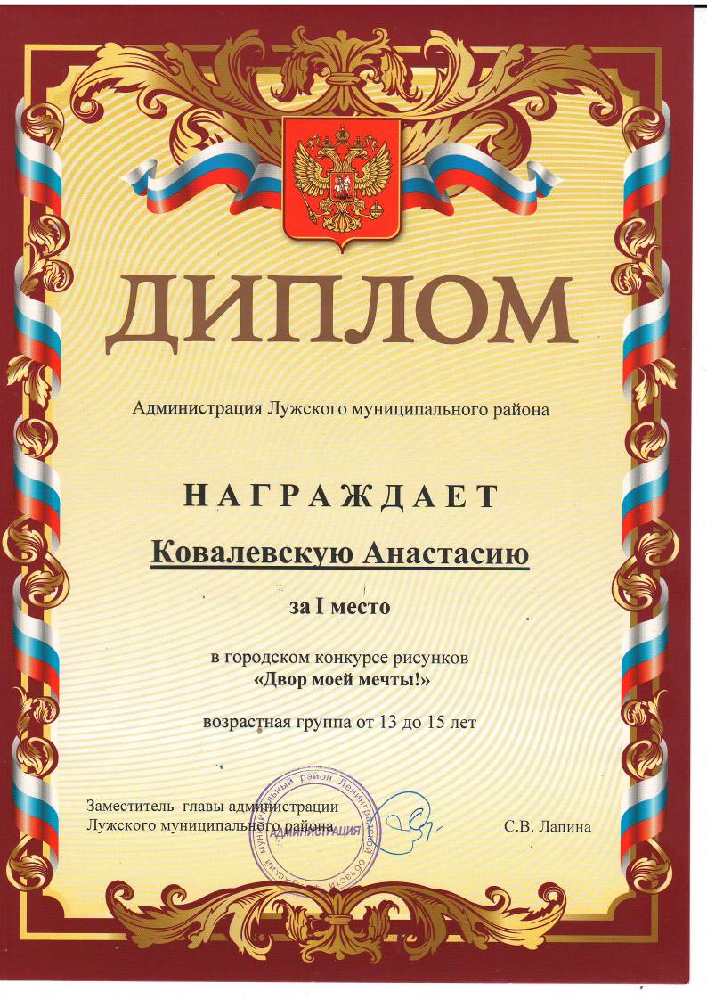 ДИПЛОМ
Администрация Лужского муниципального района
НАГРАЖДАЕТ
Ковалевскую Анастасию
за I место
в городском конкурсе рисунков
«Двор моей мечты!»
возрастная группа от 13 до 15 лет
Заместитель главы администрации
Лужского муниципального района
С.В. Лапина
Лужский муниципальный район Ленинградской области
АДМИНИСТРАЦИЯ